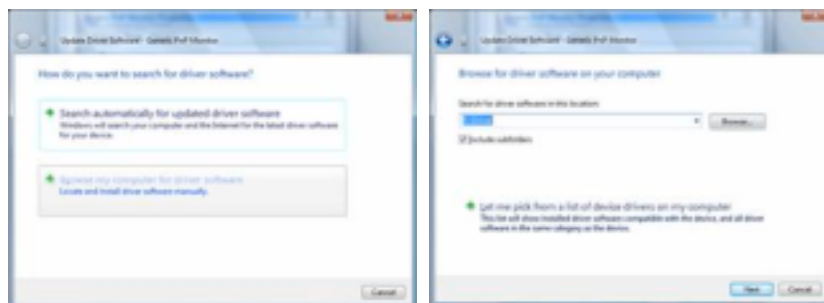 Update Driver Software - Generic PnP Monitor
How do you want to search for driver software?
Search automatically for updated driver software
Windows will search your computer and the Internet for the latest driver software
for your device.
Browse my computer for driver software
Locate and install driver software manually.
Cancel
Update Driver Software - Generic PnP Monitor
Browse for driver software on your computer
Search for driver software in this location:
Browse...
Include subfolders
Let me pick from a list of device drivers on my computer
This list will show installed driver software compatible with the device, and all driver
software in the same category as the device.
Next
Cancel